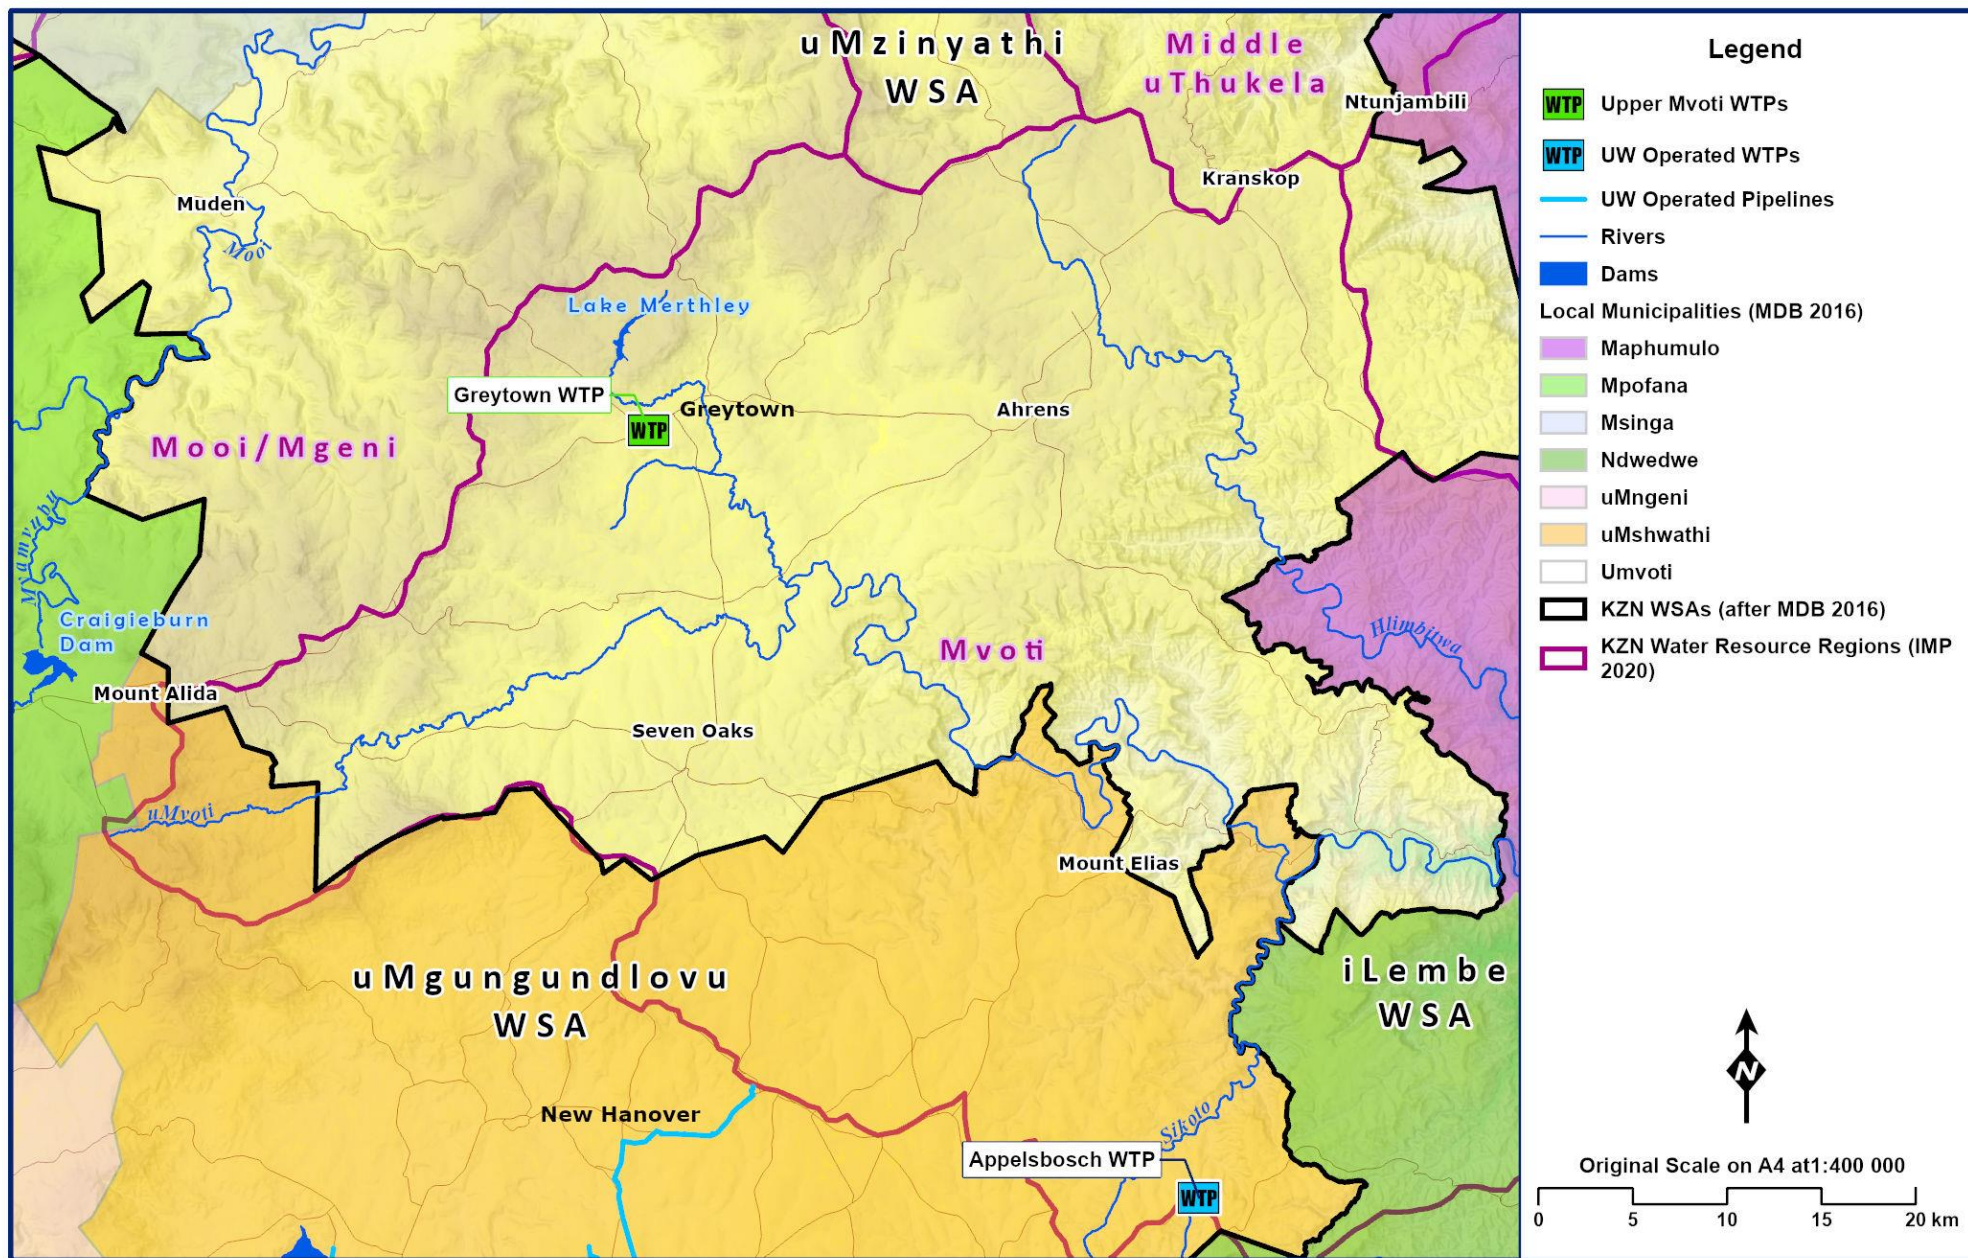 uMzinyathi
WSA
Middle
uThukela
Ntunjambili
Kranskop
Muden
Mooi
Lake Merthley
Greytown WTP
WTP
Greytown
Ahrens
Mooi/Mgeni
Craigieburn
Dam
Mount Alida
Mvoti
Hlimbitwa
Seven Oaks
uMvoti
Mount Elias
uMgungundlovu
WSA
iLembe
WSA
New Hanover
Sikoto
Appelsbosch WTP
WTP
Legend
WTP Upper Mvoti WTPs
WTP UW Operated WTPs
UW Operated Pipelines
Rivers
Dams
Local Municipalities (MDB 2016)
Maphumulo
Mpofana
Msinga
Ndwedwe
uMngeni
uMshwathi
Umvoti
KZN WSAs (after MDB 2016)
KZN Water Resource Regions (IMP
2020)
N
Original Scale on A4 at1:400 000
0 5 10 15 20 km